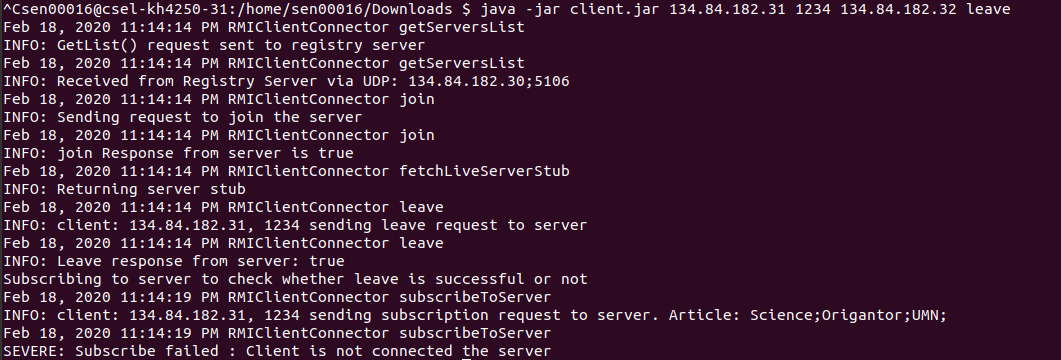 ^Csen00016@csel-kh4250-31:/home/sen00016/Downloads $ java -jar client.jar 134.84.182.31 1234 134.84.182.32 leave
Feb 18, 2020 11:14:14 PM RMIClientConnector getServersList
INFO: GetList() request sent to registry server
Feb 18, 2020 11:14:14 PM RMIClientConnector getServersList
INFO: Received from Registry Server via UDP: 134.84.182.30;5106
Feb 18, 2020 11:14:14 PM RMIClientConnector join
INFO: Sending request to join the server
Feb 18, 2020 11:14:14 PM RMIClientConnector join
INFO: join Response from server is true
Feb 18, 2020 11:14:14 PM RMIClientConnector fetchLiveServerStub
INFO: Returning server stub
Feb 18, 2020 11:14:14 PM RMIClientConnector leave
INFO: client: 134.84.182.31, 1234 sending leave request to server
Feb 18, 2020 11:14:14 PM RMIClientConnector leave
INFO: Leave response from server: true
Subscribing to server to check whether leave is successful or not
Feb 18, 2020 11:14:19 PM RMIClientConnector subscribeToServer
INFO: client: 134.84.182.31, 1234 sending subscription request to server. Article: Science;Origantor;UMN;
Feb 18, 2020 11:14:19 PM RMIClientConnector subscribeToServer
SEVERE: Subscribe failed : Client is not connected the server